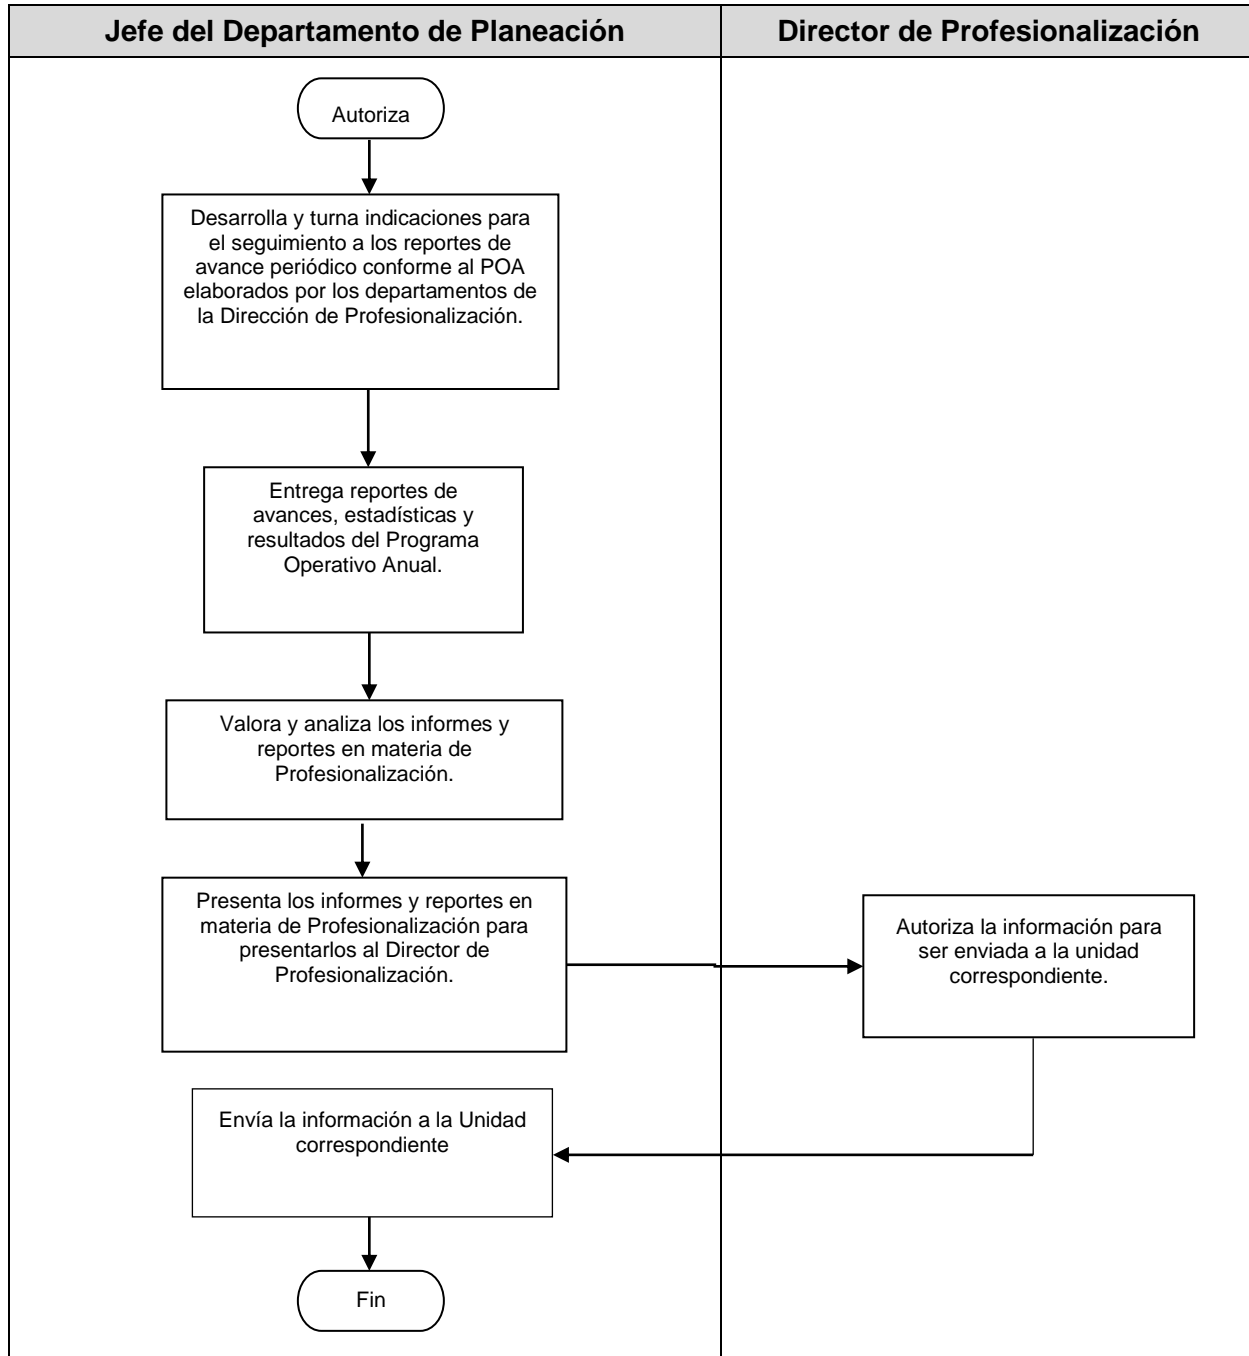 Jefe del Departamento de Planeación
Director de Profesionalización
Autoriza
Desarrolla y turna indicaciones para
el seguimiento a los reportes de
avance periódico conforme al POA
elaborados por los departamentos de
la Dirección de Profesionalización.
Entrega reportes de
avances, estadísticas y
resultados del Programa
Operativo Anual.
Valora y analiza los informes y
reportes en materia de
Profesionalización.
Presenta los informes y reportes en
materia de Profesionalización para
presentarlos al Director de
Profesionalización.
Autoriza la información para
ser enviada a la unidad
correspondiente.
Envía la información a la Unidad
correspondiente
Fin